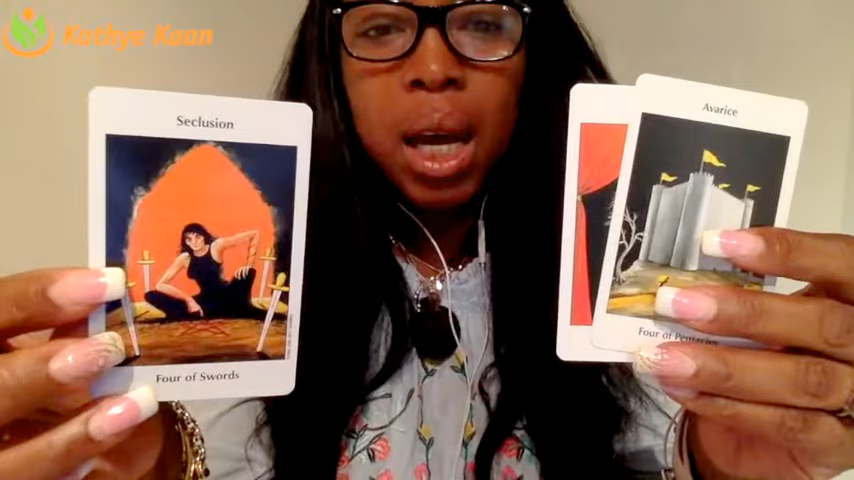 Kathye Kaan
Seclusion
Four of Swords
Avarice
Four of Pentacles